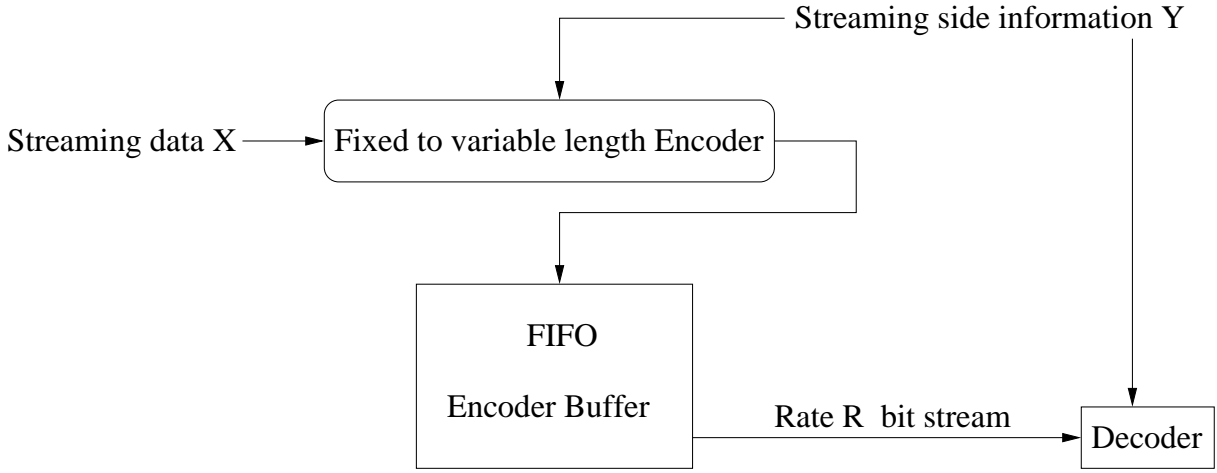 Streaming side information Y
Streaming data X
Fixed to variable length Encoder
FIFO
Encoder Buffer
Rate R bit stream
Decoder